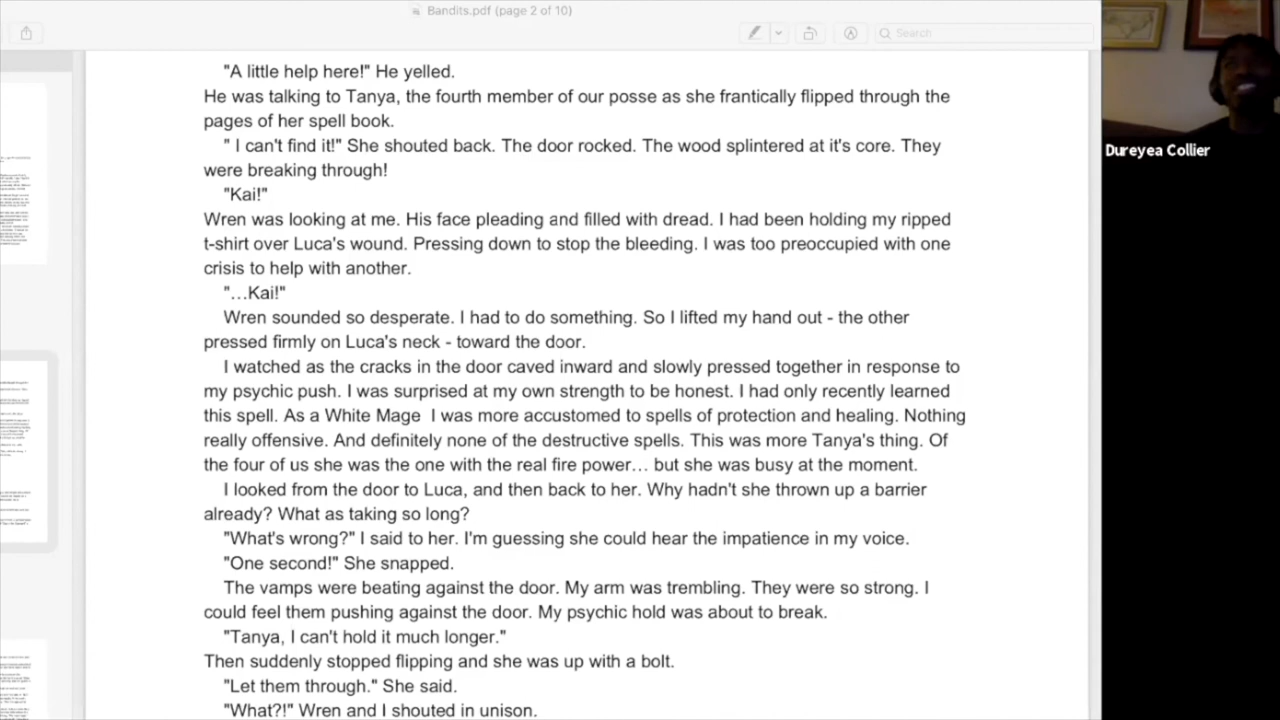 Bandits.pdf (page 2 of 10)
Search
"A little help here!" He yelled.
He was talking to Tanya, the fourth member of our posse as she frantically flipped through the
pages of her spell book.
" I can't find it!" She shouted back. The door rocked. The wood splintered at it's core. They
were breaking through!
"Kai!"
Wren was looking at me. His face pleading and filled with dread. I had been holding my ripped
t-shirt over Luca's wound. Pressing down to stop the bleeding. I was too preoccupied with one
crisis to help with another.
"…Kai!"
Wren sounded so desperate. I had to do something. So I lifted my hand out - the other
pressed firmly on Luca's neck - toward the door.
I watched as the cracks in the door caved inward and slowly pressed together in response to
my psychic push. I was surprised at my own strength to be honest. I had only recently learned
this spell. As a White Mage  I was more accustomed to spells of protection and healing. Nothing
really offensive. And definitely none of the destructive spells. This was more Tanya's thing. Of
the four of us she was the one with the real fire power… but she was busy at the moment.
I looked from the door to Luca, and then back to her. Why hadn't she thrown up a barrier
already? What as taking so long?
"What's wrong?" I said to her. I'm guessing she could hear the impatience in my voice.
"One second!" She snapped.
The vamps were beating against the door. My arm was trembling. They were so strong. I
could feel them pushing against the door. My psychic hold was about to break.
"Tanya, I can't hold it much longer."
Then suddenly stopped flipping and she was up with a bolt.
"Let them through." She said.
"What?!" Wren and I shouted in unison.
Dureyea Collier